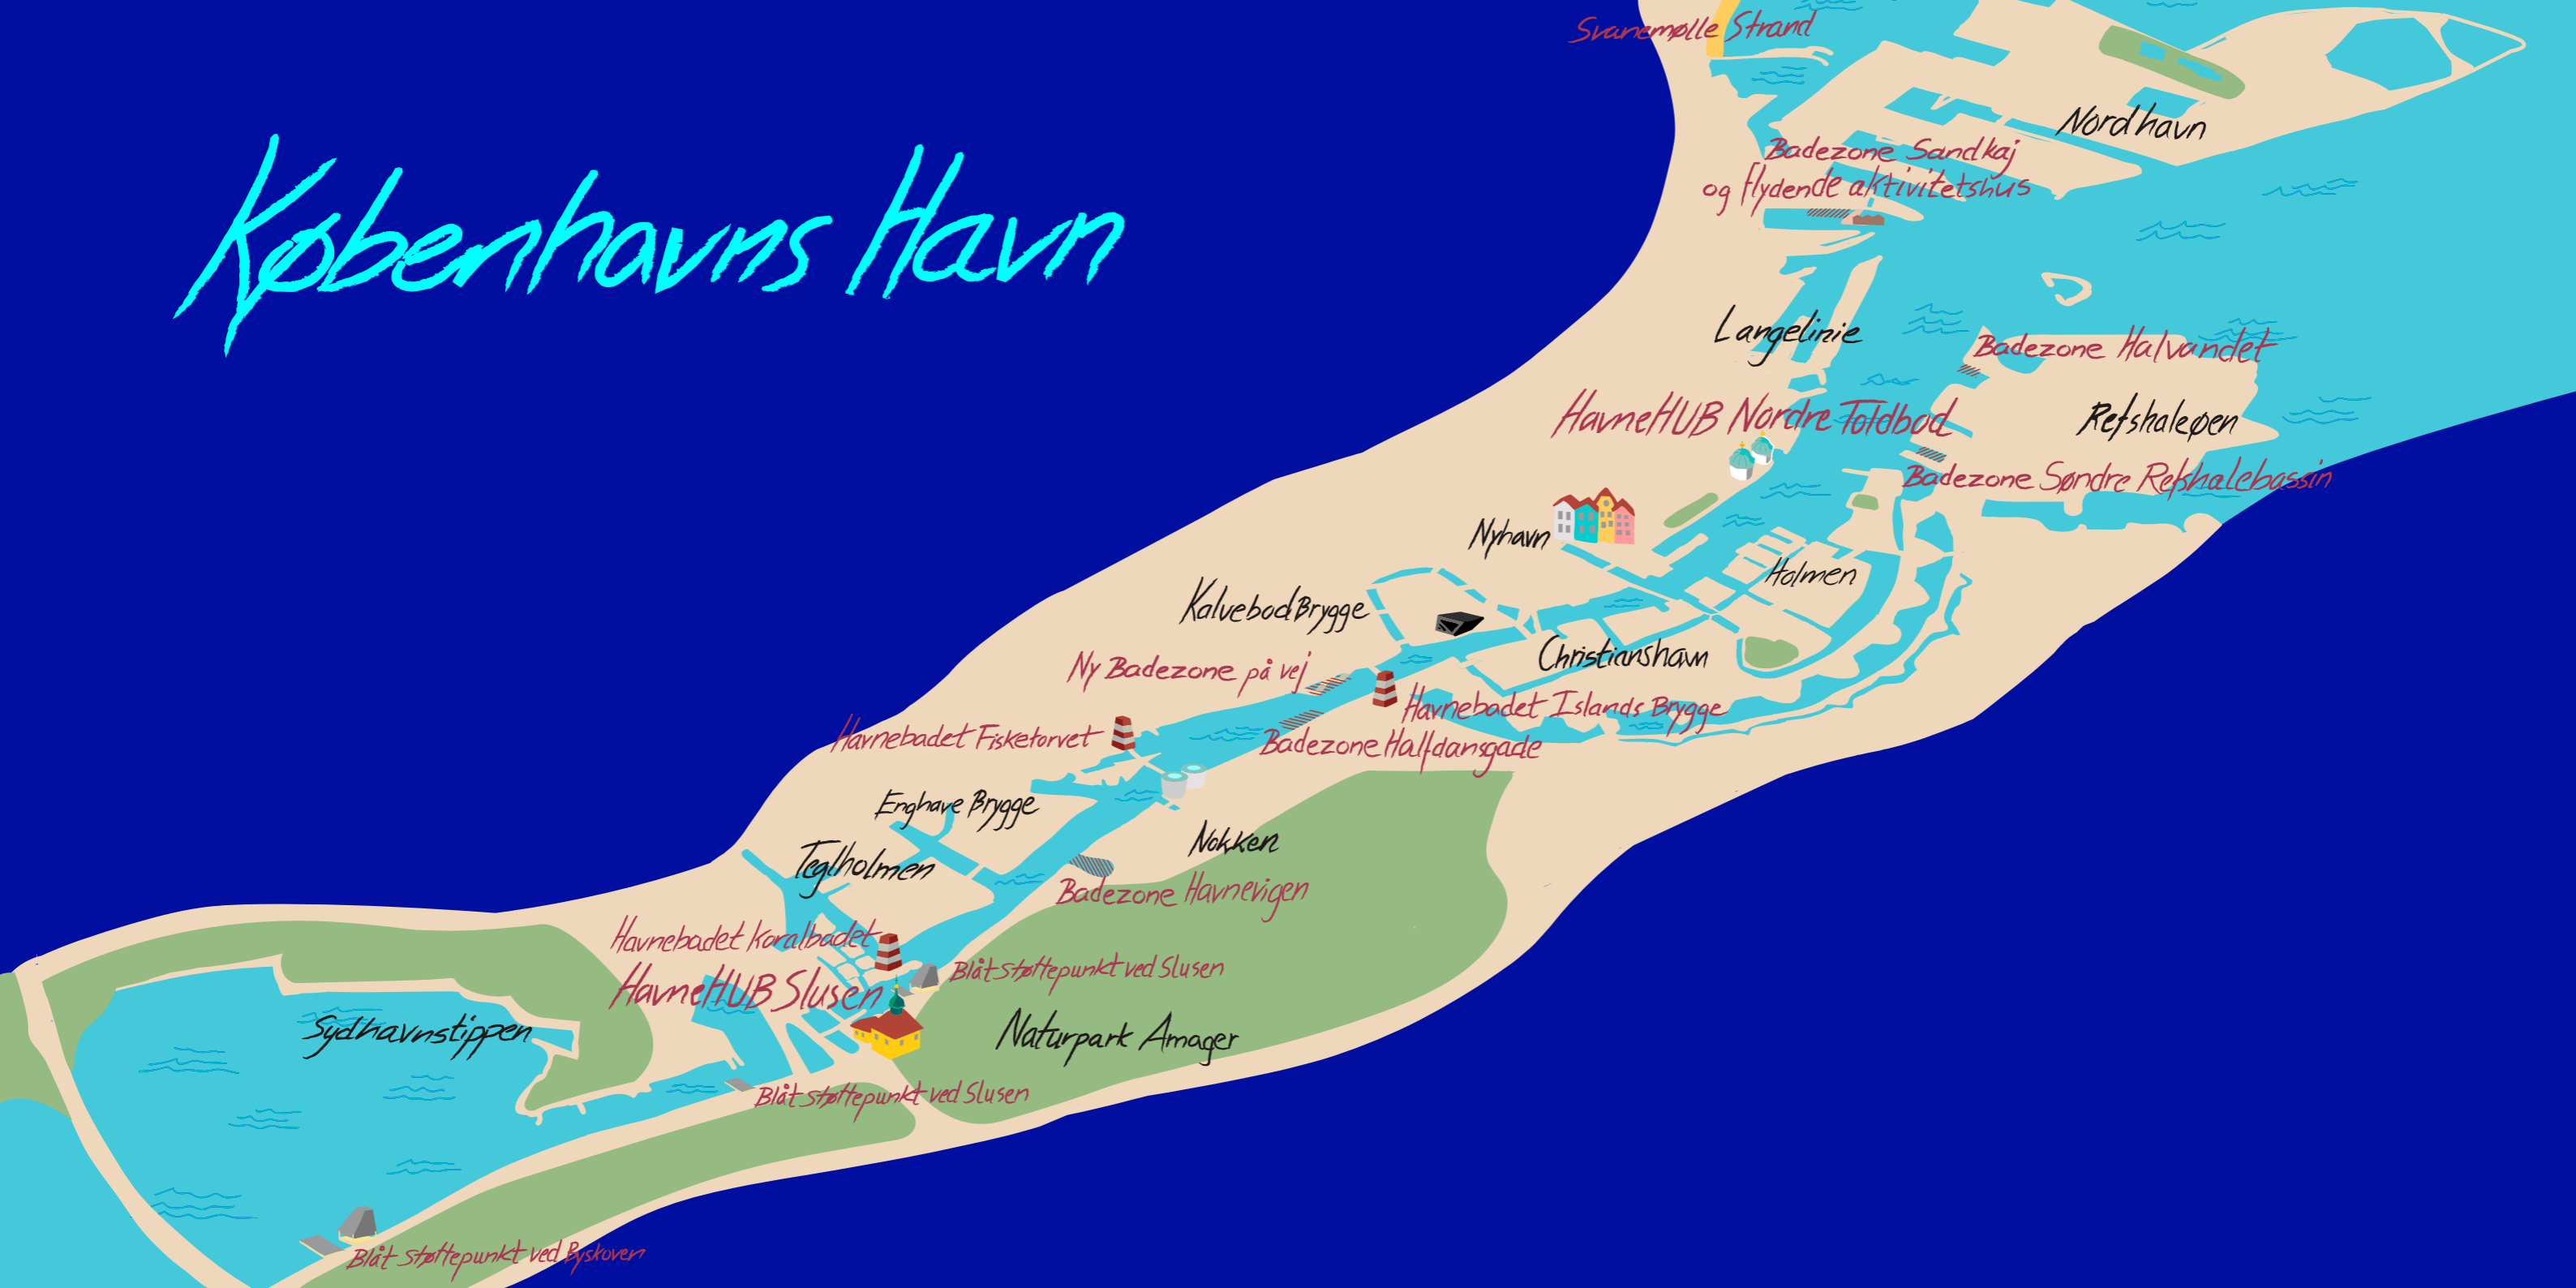 Svanemølle Strand
Nordhavn
Badezone Sandkaj
og flydende aktivitetshus
Københavns Havn
Langelinie
Badezone Halvandet
HavneHUB Nordre Toldbod
Refshaleøen
Badezone Søndre Refshalebassin
Nyhavn
Holmen
Kalvebod Brygge
Christianshavn
Ny Badezone på vej
Havnebadet Islands Brygge
Havnebadet Fisketorvet
Badezone Halfdansgade
Enghave Brygge
Nokken
Teglholmen
Badezone Havnevigen
Havnebadet Koralbadet
Blåt støttepunkt ved Slusen
HavneHUB Slusen
Sydhavnstippen
Naturpark Amager
Blåt støttepunkt ved Slusen
Blåt støttepunkt ved Byskoven